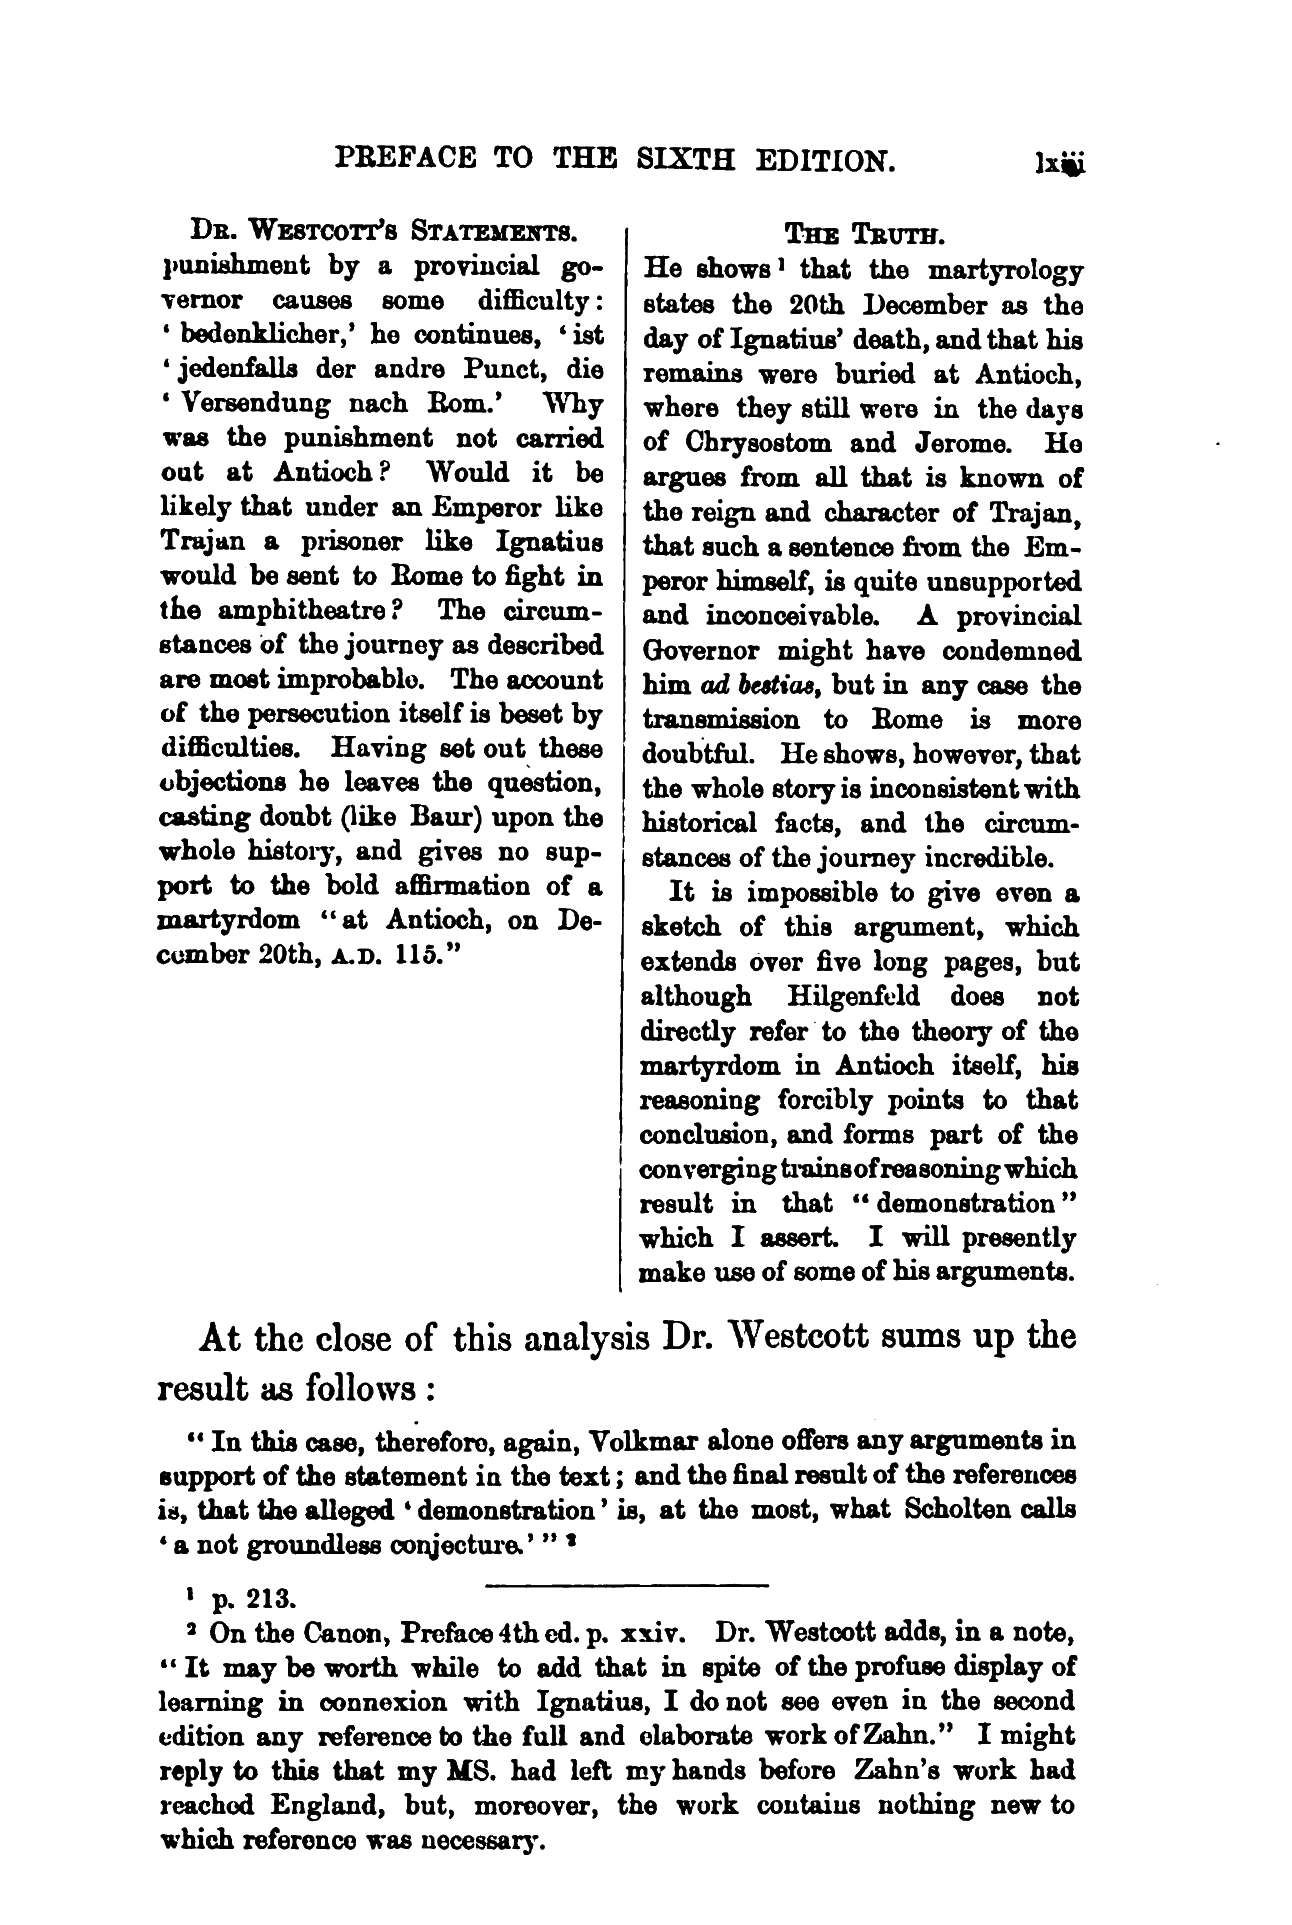 PREFACE TO THE SIXTH EDITION.
DR. WESTCOTT'S STATEMENTS.
punishment by a provincial go-
vernor causes some difficulty:
‘ bedenklicher,’ he continues, ‘ ist
‘ jedenfalls der andre Punct, die
‘ Versendung nach Rom.’ Why
was the punishment not carried
out at Antioch? Would it be
likely that under an Emperor like
Trajan a prisoner like Ignatius
would be sent to Rome to fight in
the amphitheatre? The circum-
stances of the journey as described
are most improbable. The account
of the persecution itself is beset by
difficulties. Having set out these
objections he leaves the question,
casting doubt (like Baur) upon the
whole history, and gives no sup-
port to the bold affirmation of a
martyrdom “at Antioch, on De-
cember 20th, A.D. 115.”
THE TRUTH.
He shows ¹ that the martyrology
states the 20th December as the
day of Ignatius’ death, and that his
remains were buried at Antioch,
where they still were in the days
of Chrysostom and Jerome. He
argues from all that is known of
the reign and character of Trajan,
that such a sentence from the Em-
peror himself, is quite unsupported
and inconceivable. A provincial
Governor might have condemned
him ad bestias, but in any case the
transmission to Rome is more
doubtful. He shows, however, that
the whole story is inconsistent with
historical facts, and the circum-
stances of the journey incredible.
It is impossible to give even a
sketch of this argument, which
extends over five long pages, but
although Hilgenfeld does not
directly refer to the theory of the
martyrdom in Antioch itself, his
reasoning forcibly points to that
conclusion, and forms part of the
converging trains of reasoning which
result in that “demonstration”
which I assert. I will presently
make use of some of his arguments.
At the close of this analysis Dr. Westcott sums up the
result as follows :
“ In this case, therefore, again, Volkmar alone offers any arguments in
support of the statement in the text; and the final result of the references
is, that the alleged ‘ demonstration ’ is, at the most, what Scholten calls
‘ a not groundless conjecture.’ ” ²
¹ p. 213.
² On the Canon, Preface 4th ed. p. xxiv. Dr. Westcott adds, in a note,
“ It may be worth while to add that in spite of the profuse display of
learning in connexion with Ignatius, I do not see even in the second
edition any reference to the full and elaborate work of Zahn.” I might
reply to this that my MS. had left my hands before Zahn’s work had
reached England, but, moreover, the work contains nothing new to
which reference was necessary.